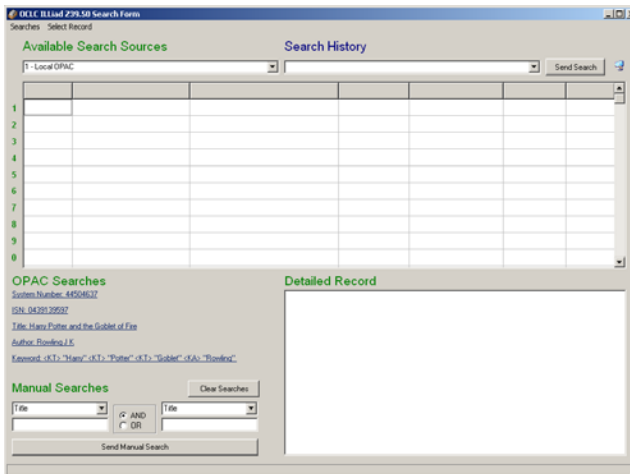 OCLC ILLiad Z39.50 Search Form
Searches Select Record
Available Search Sources Search History
1 - Local OPAC Send Search
1
2
3
4
5
6
7
8
9
0
OPAC Searches Detailed Record
System Number: 44504637
ISN: 0439139597
Title: Harry Potter and the Goblet of Fire
Author: Rowling J K
Keyword: <KT> "Harry" <KT> "Potter" <KT> "Goblet" <KA> "Rowling"
Manual Searches Clear Searches
Title AND Title
OR
Send Manual Search